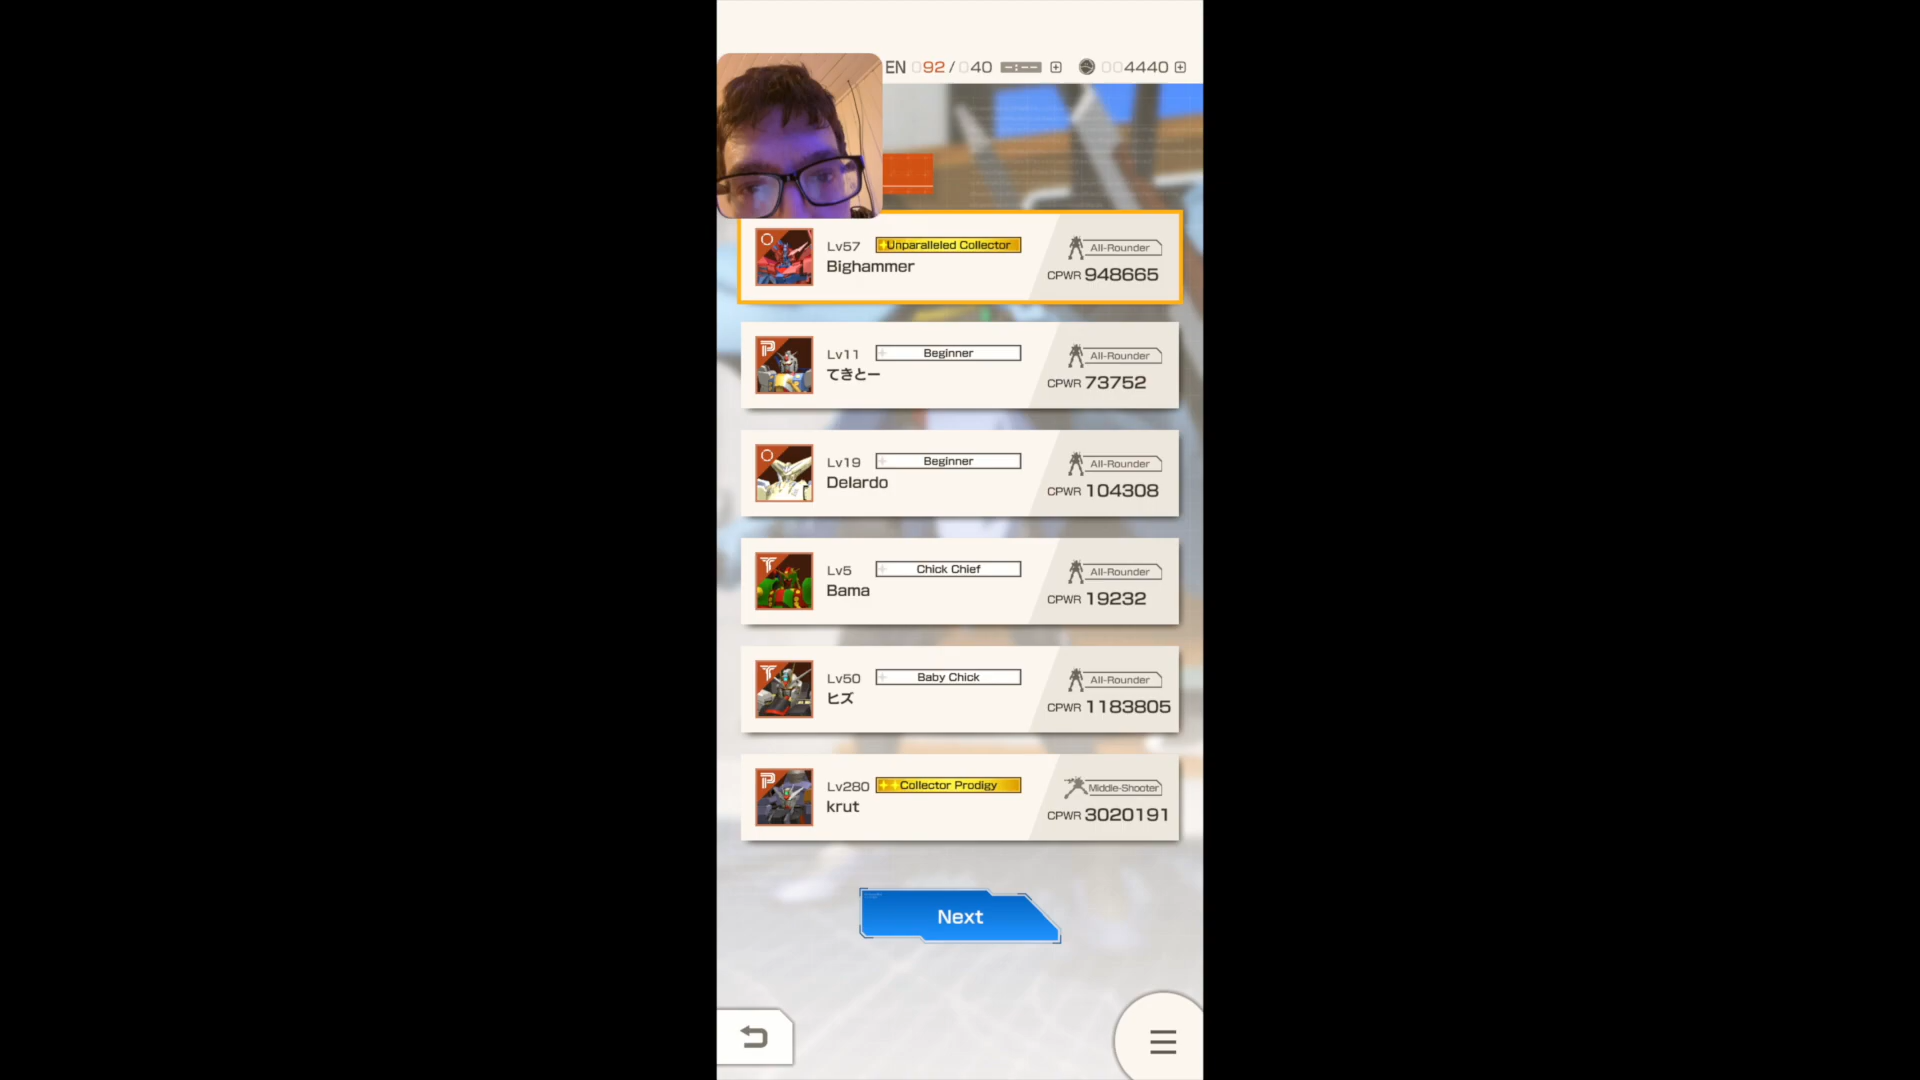 EN 092/040 --:-- 004440
Lv57 Unparalleled Collector All-Rounder
Bighammer CPWR 948665
Lv11 Beginner All-Rounder
てきとー CPWR 73752
Lv19 Beginner All-Rounder
Delardo CPWR 104308
Lv5 Chick Chief All-Rounder
Bama CPWR 19232
Lv50 Baby Chick All-Rounder
ヒズ CPWR 1183805
Lv280 Collector Prodigy Middle-Shooter
krut CPWR 3020191
Next